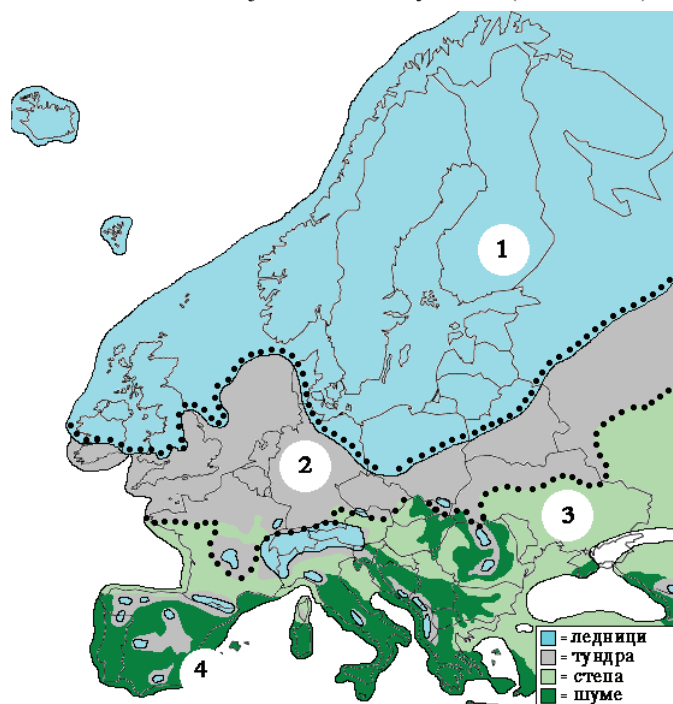 1
2
3
4
= ледници
= тундра
= степа
= шуме